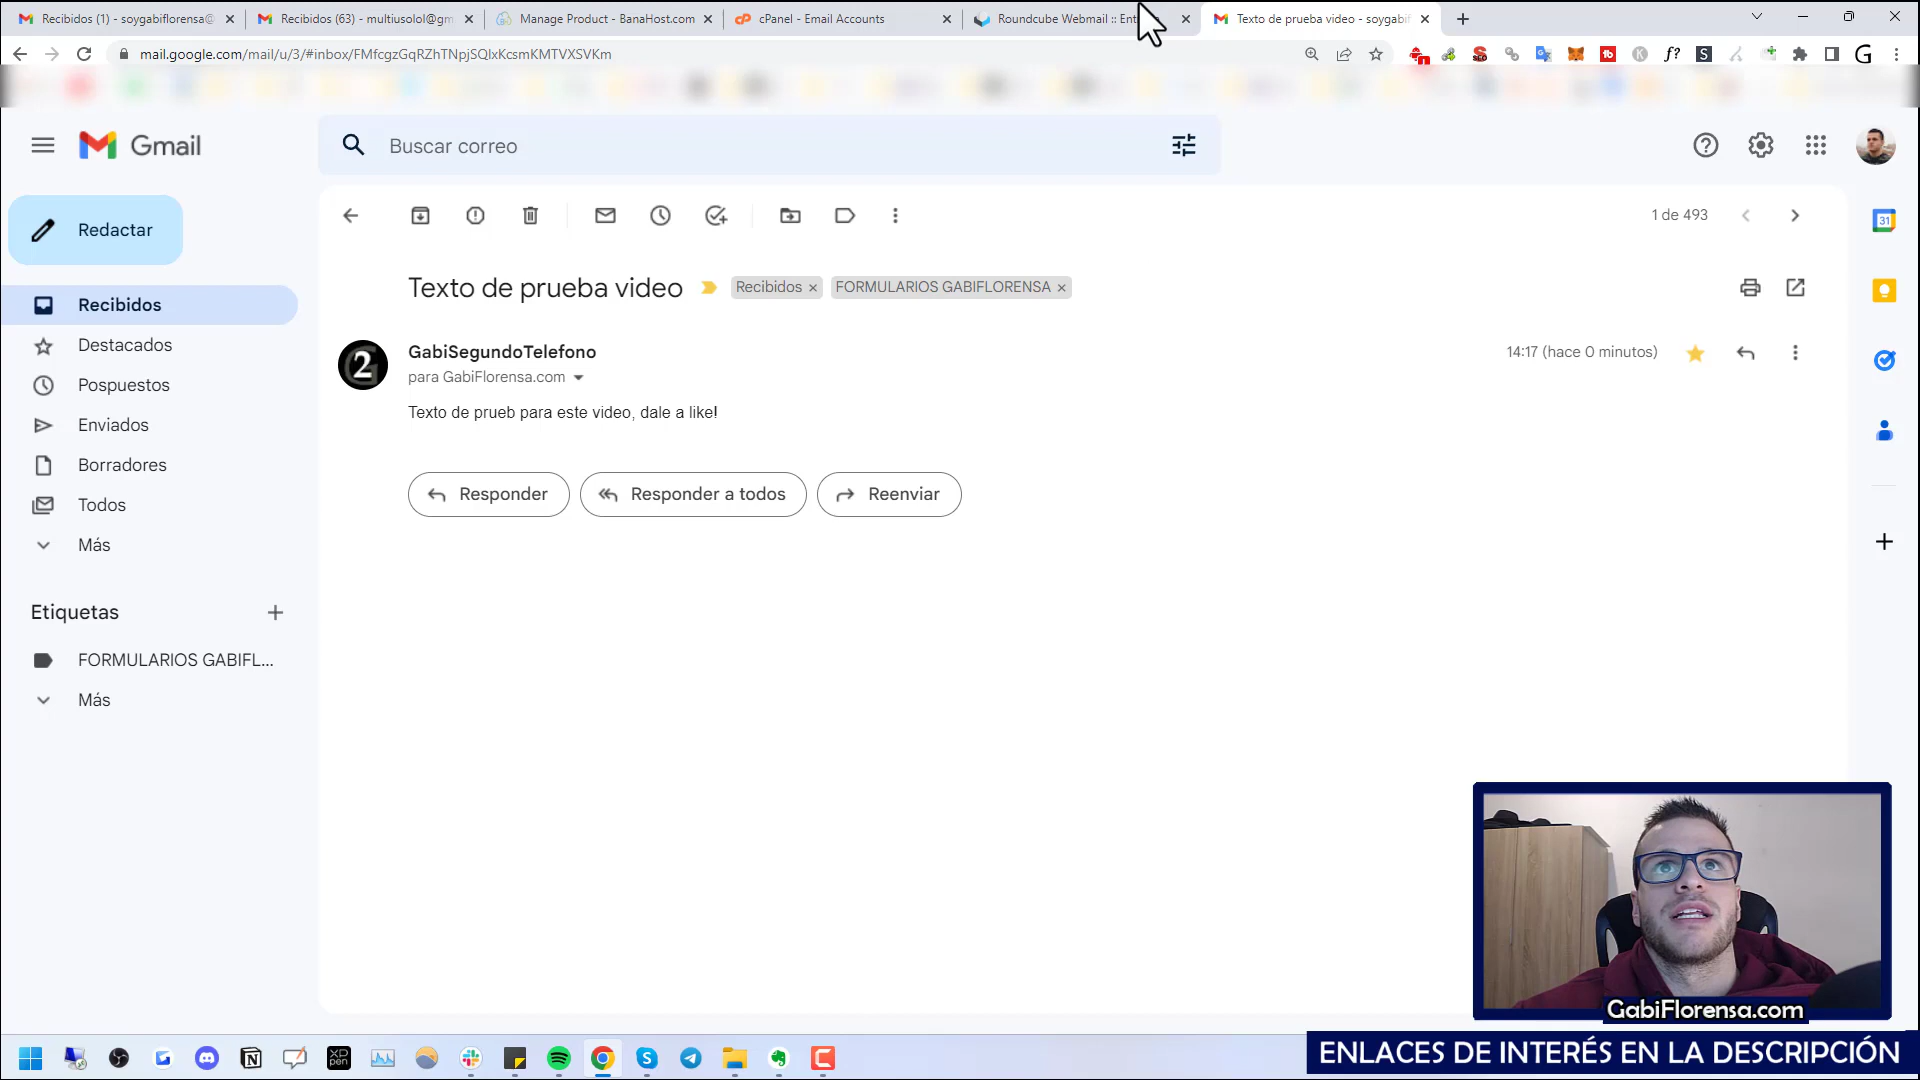 Recibidos (1) - soygabiflorensa@
Recibidos (63) - multiusolol@gm
Manage Product - BanaHost.com
cPanel - Email Accounts
Roundcube Webmail :: Ent
Texto de prueba video - soygabif
mail.google.com/mail/u/3/#inbox/FMfcgzGqRZhTNpjSQlxKcsmKMTVXSVKm
Gmail
Buscar correo
Redactar
1 de 493
Texto de prueba video
Recibidos ×
FORMULARIOS GABIFLORENSA ×
Recibidos
Destacados
Pospuestos
Enviados
Borradores
Todos
Más
GabiSegundoTelefono
14:17 (hace 0 minutos)
para GabiFlorensa.com
Texto de prueb para este video, dale a like!
Responder
Responder a todos
Reenviar
Etiquetas
FORMULARIOS GABIFL...
Más
31
2
GabiFlorensa.com
ENLACES DE INTERÉS EN LA DESCRIPCIÓN